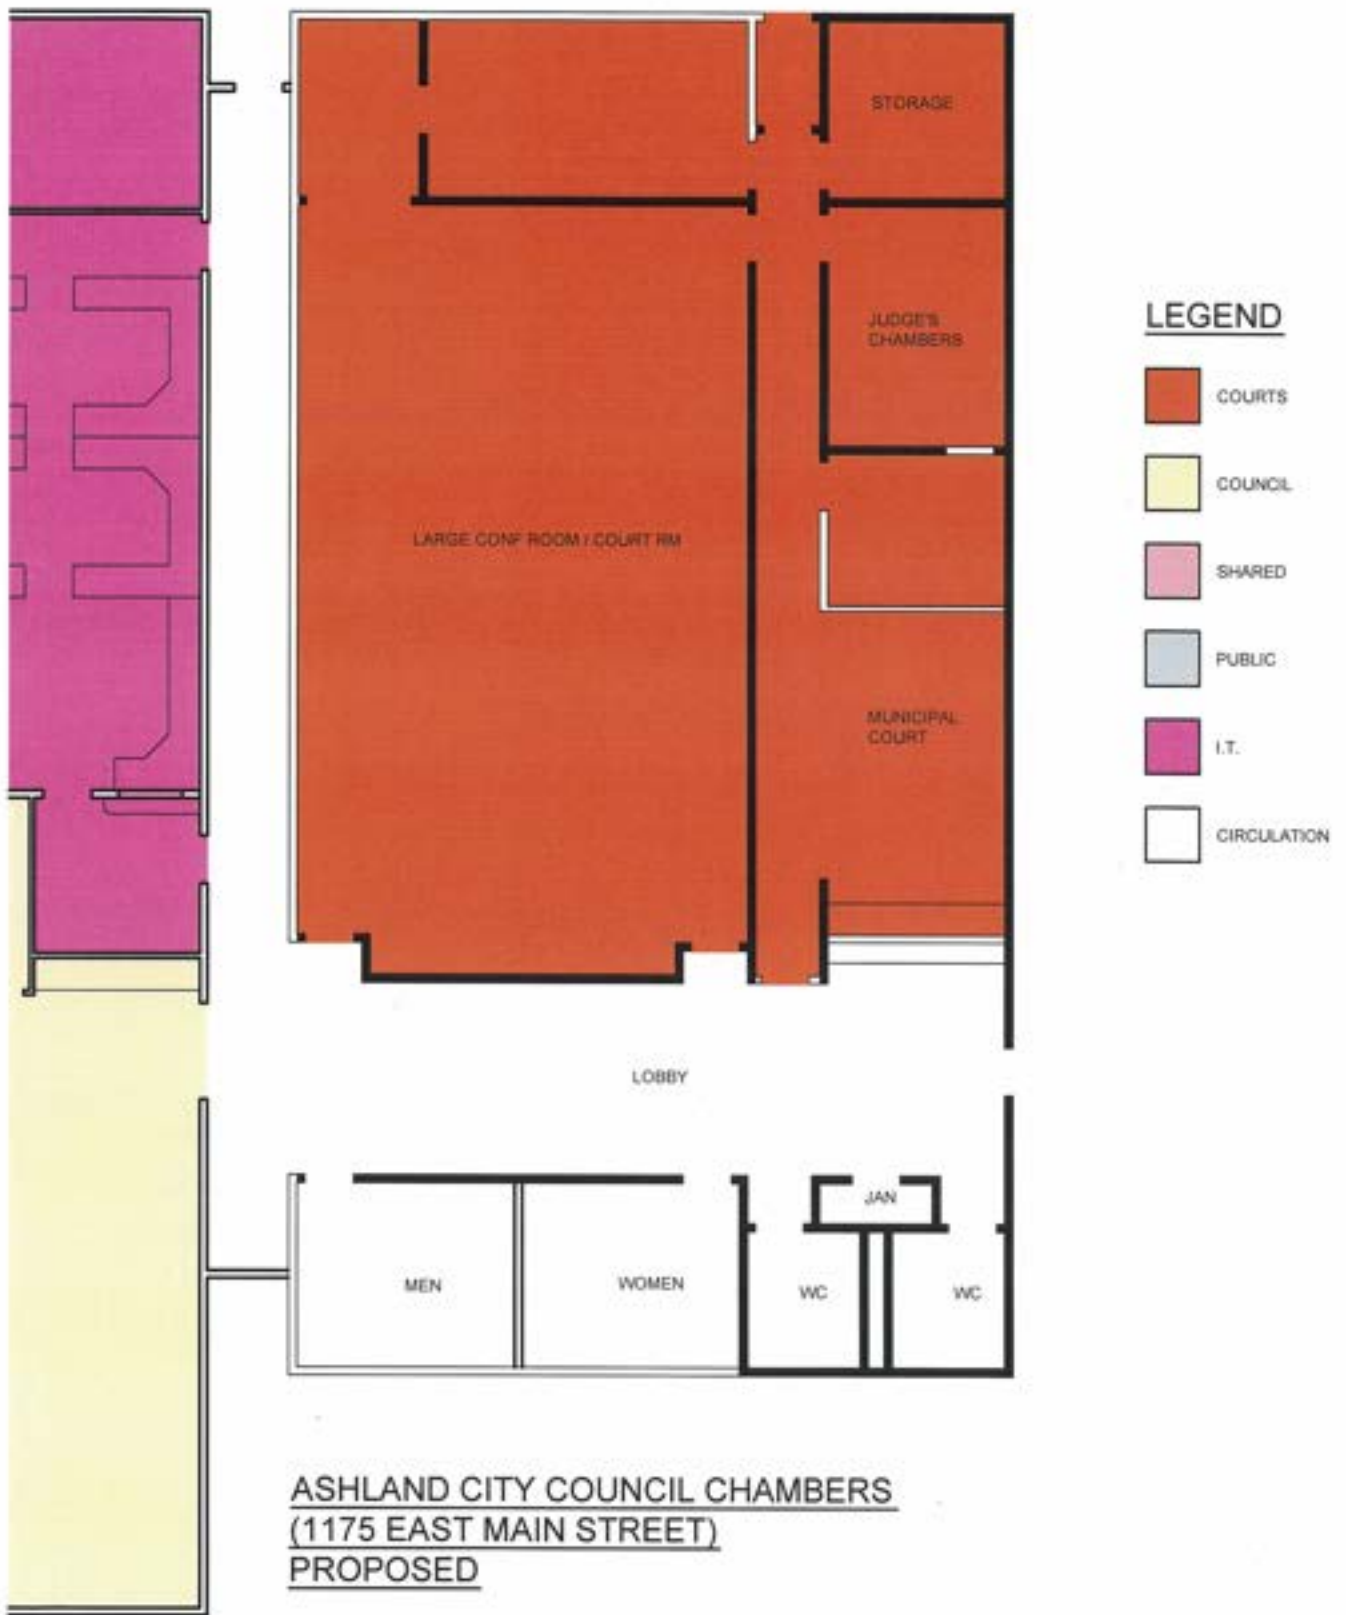 STORAGE
JUDGE'S
CHAMBERS
LARGE CONF ROOM / COURT RM
MUNICIPAL
COURT
LOBBY
JAN
MEN
WOMEN
WC
WC
LEGEND
COURTS
COUNCIL
SHARED
PUBLIC
I.T.
CIRCULATION
ASHLAND CITY COUNCIL CHAMBERS
(1175 EAST MAIN STREET)
PROPOSED